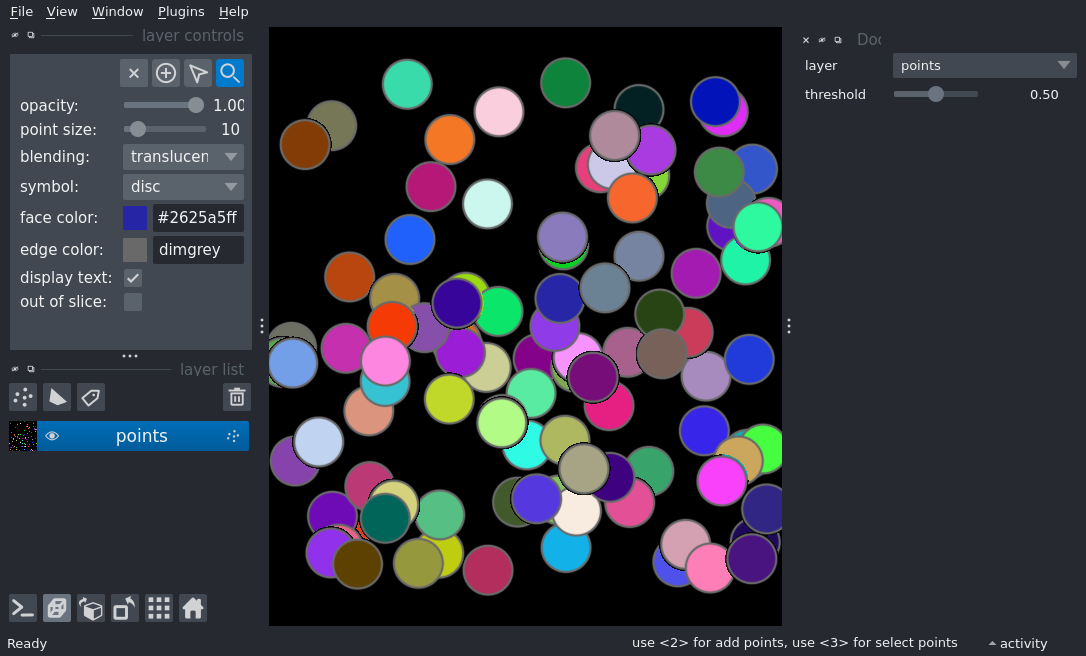 File View Window Plugins Help
layer controls
opacity: 1.00
point size: 10
blending: translucen
symbol: disc
face color: #2625a5ff
edge color: dimgrey
display text:
out of slice:
layer list
points
Ready
Doc
layer points
threshold 0.50
use <2> for add points, use <3> for select points
activity